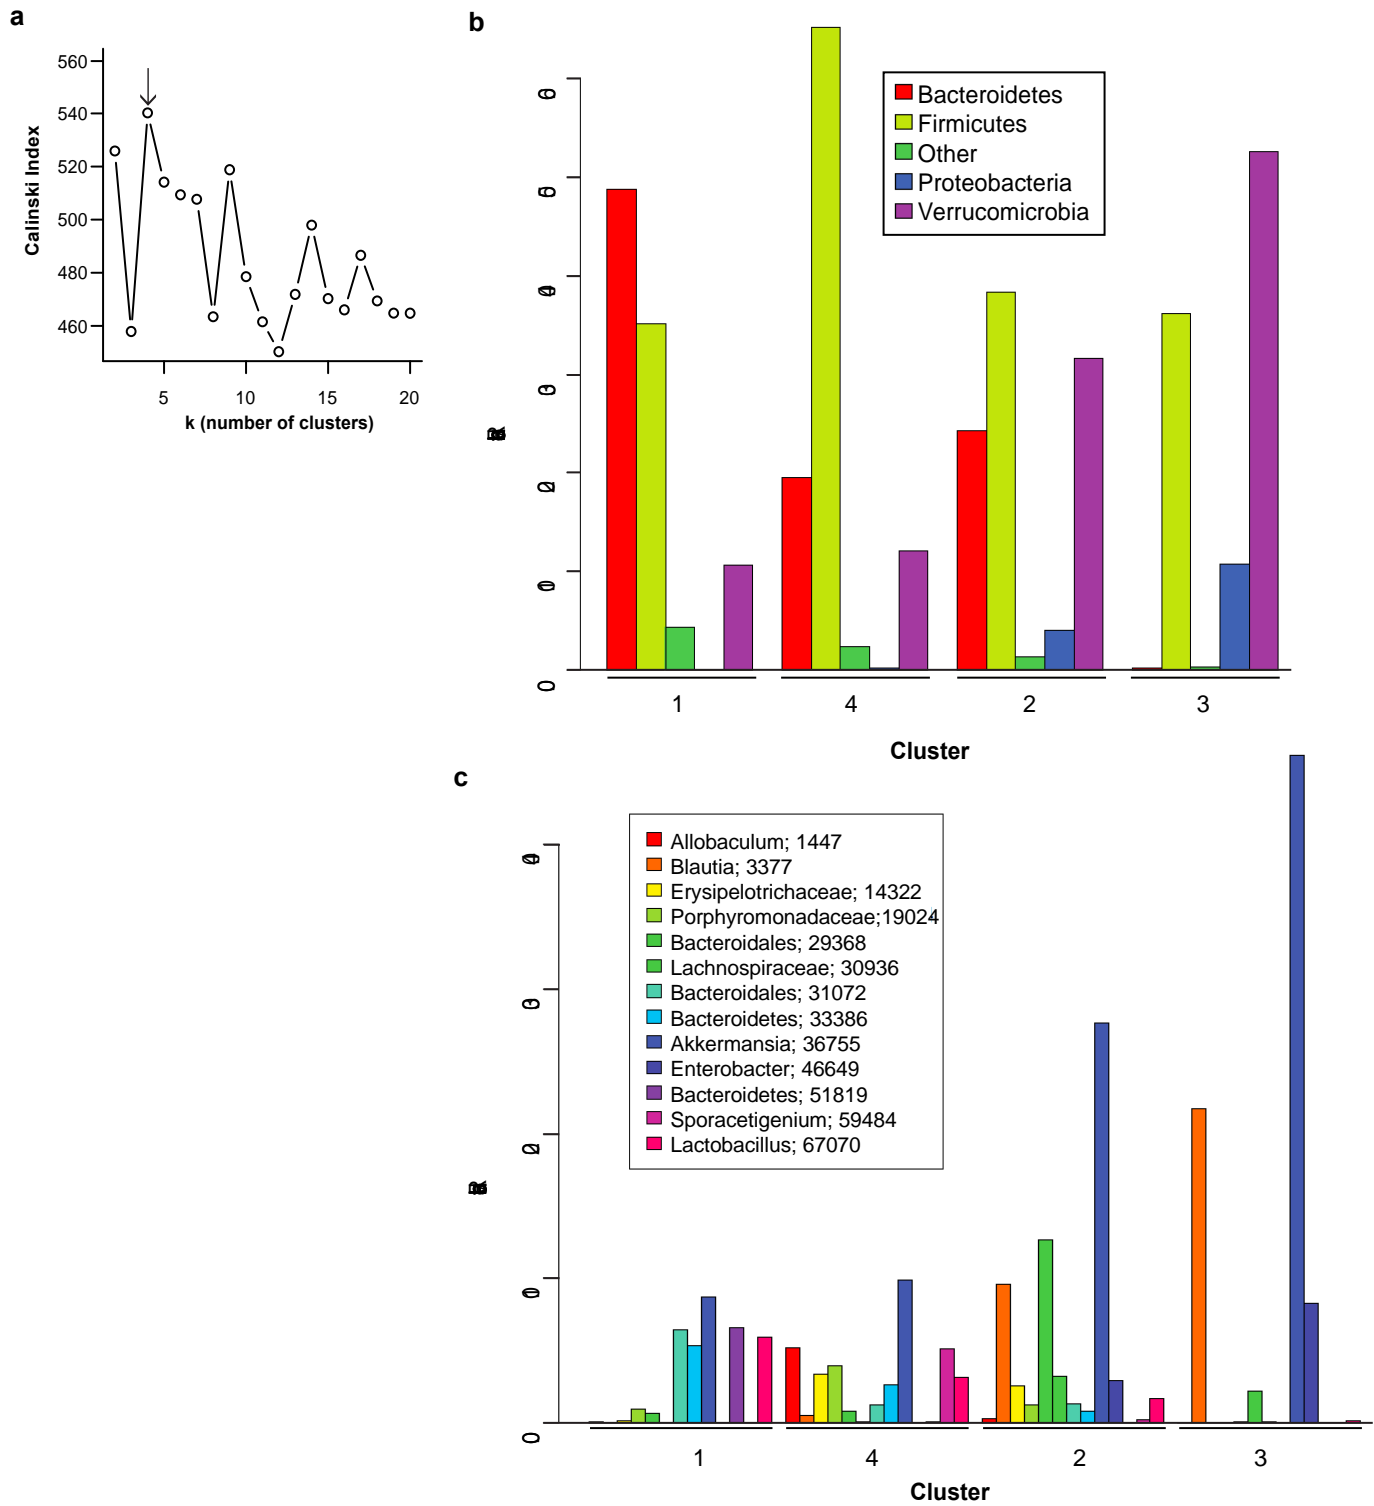 a
560
540
520
500
480
460
Calinski Index
5
10
15
20
k (number of clusters)
b
Bacteroidetes
Firmicutes
Other
Proteobacteria
Verrucomicrobia
0
1
4
2
3
Cluster
c
Allobaculum; 1447
Blautia; 3377
Erysipelotrichaceae; 14322
Porphyromonadaceae;19024
Bacteroidales; 29368
Lachnospiraceae; 30936
Bacteroidales; 31072
Bacteroidetes; 33386
Akkermansia; 36755
Enterobacter; 46649
Bacteroidetes; 51819
Sporacetigenium; 59484
Lactobacillus; 67070
0
1
4
2
3
Cluster